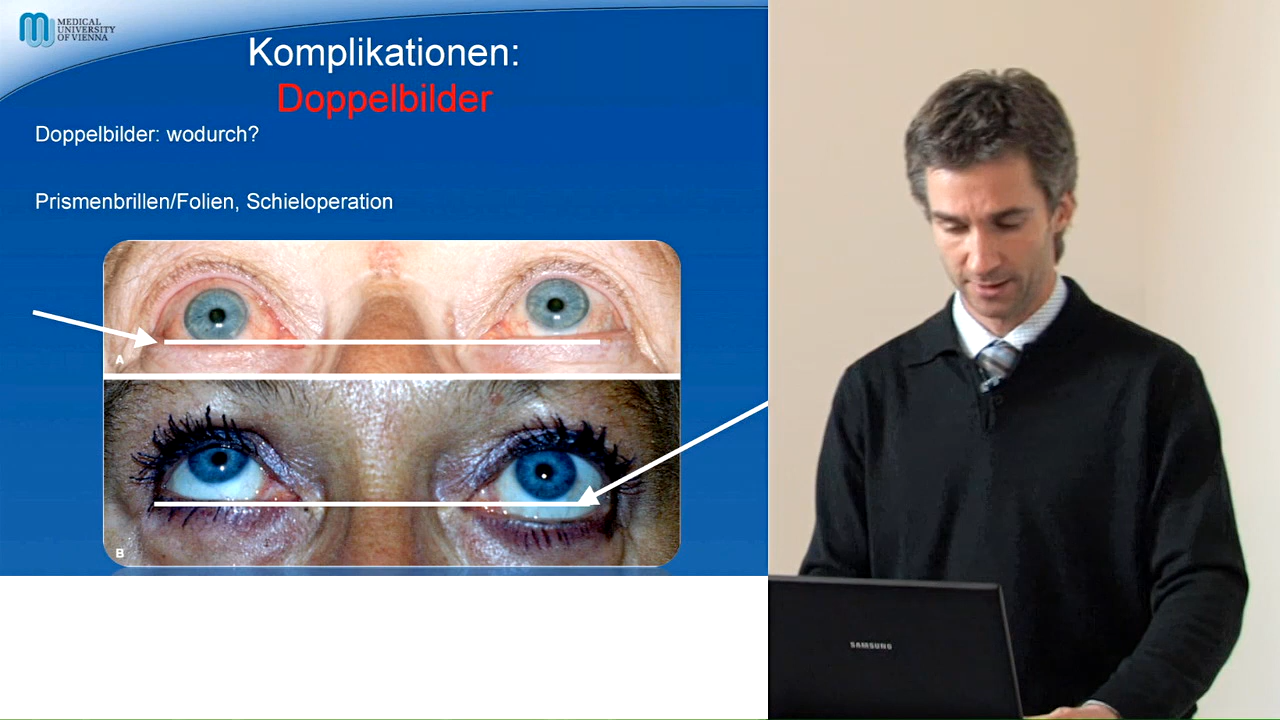 MEDICAL
UNIVERSITY
OF VIENNA
Komplikationen:
Doppelbilder
Doppelbilder: wodurch?
Prismenbrillen/Folien, Schieloperation
A
B
SAMSUNG